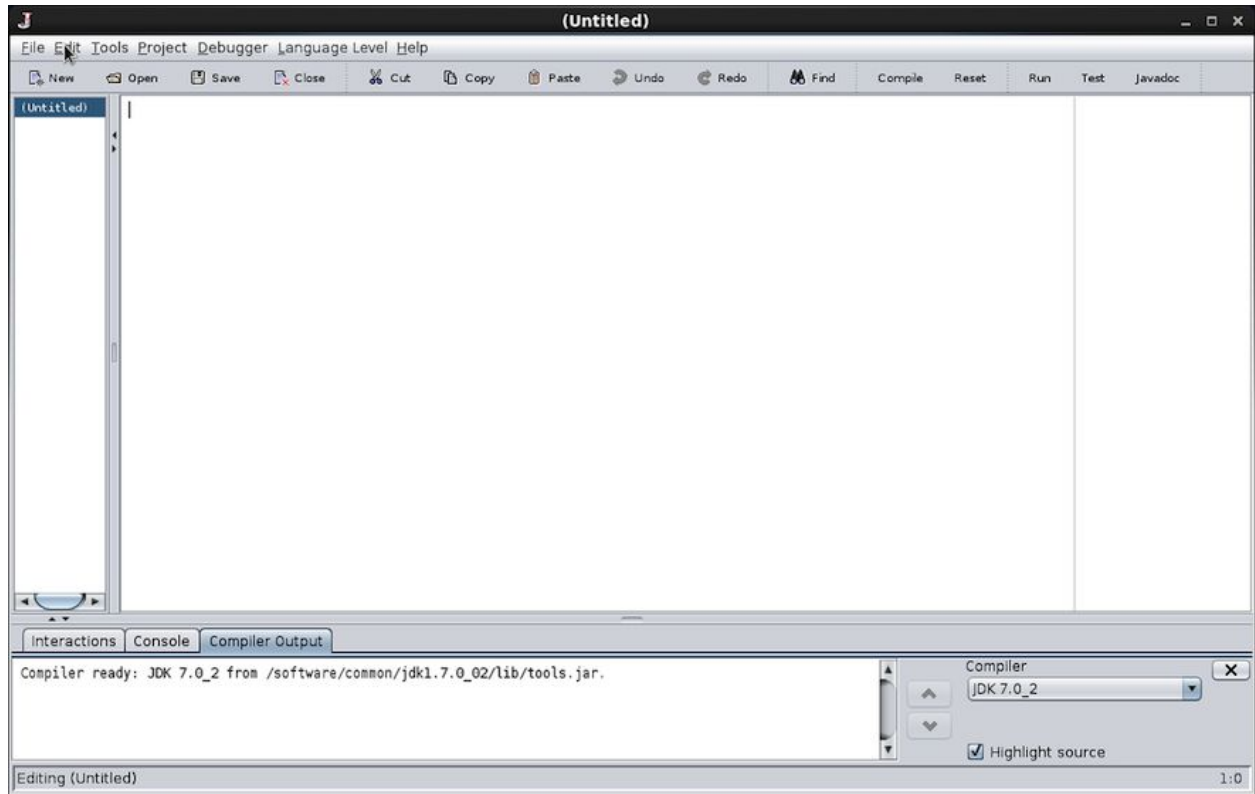 (Untitled)
File Edit Tools Project Debugger Language Level Help
New Open Save Close Cut Copy Paste Undo Redo Find Compile Reset Run Test Javadoc
(Untitled)
Interactions Console Compiler Output
Compiler ready: JDK 7.0_2 from /software/common/jdk1.7.0_02/lib/tools.jar.
Compiler
JDK 7.0_2
Highlight source
Editing (Untitled) 1:0